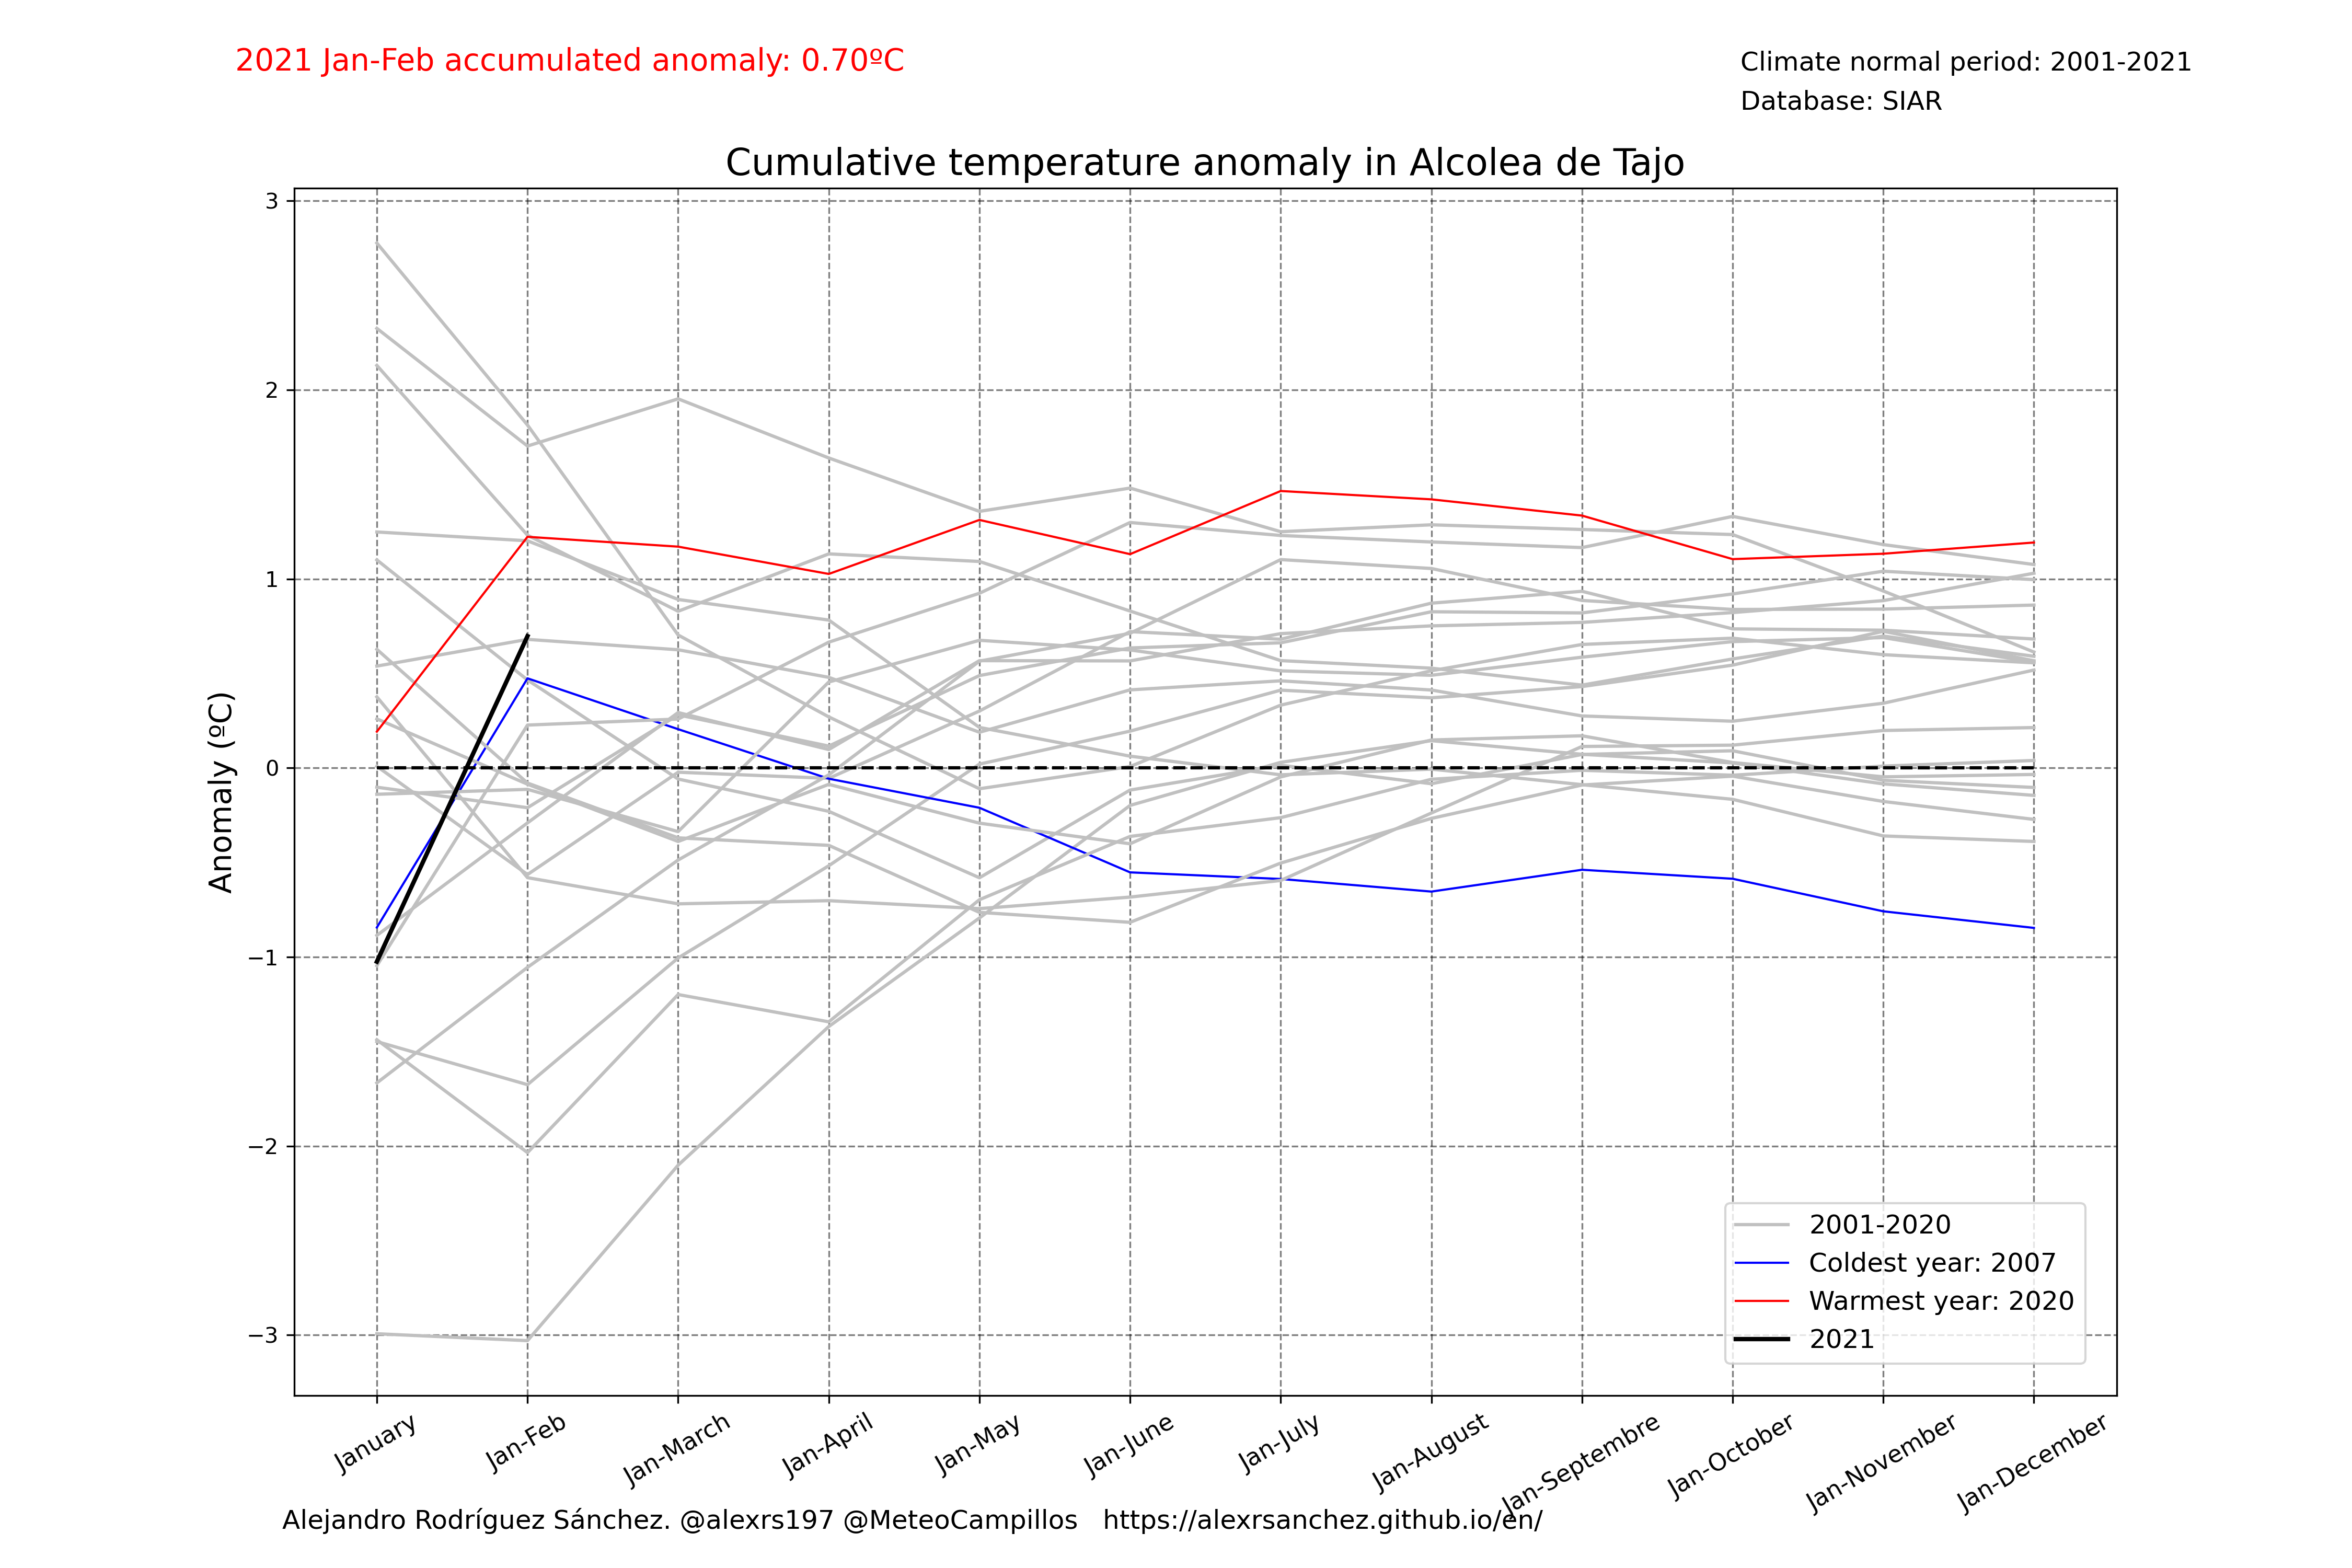 2021 Jan-Feb accumulated anomaly: 0.70ºC
Climate normal period: 2001-2021
Database: SIAR
Cumulative temperature anomaly in Alcolea de Tajo
3
2
1
0
−1
−2
−3
Anomaly (ºC)
2001-2020
Coldest year: 2007
Warmest year: 2020
2021
January
Jan-Feb
Jan-March
Jan-April
Jan-May
Jan-June
Jan-July
Jan-August
Jan-Septembre
Jan-October
Jan-November
Jan-December
Alejandro Rodríguez Sánchez. @alexrs197 @MeteoCampillos https://alexrsanchez.github.io/en/